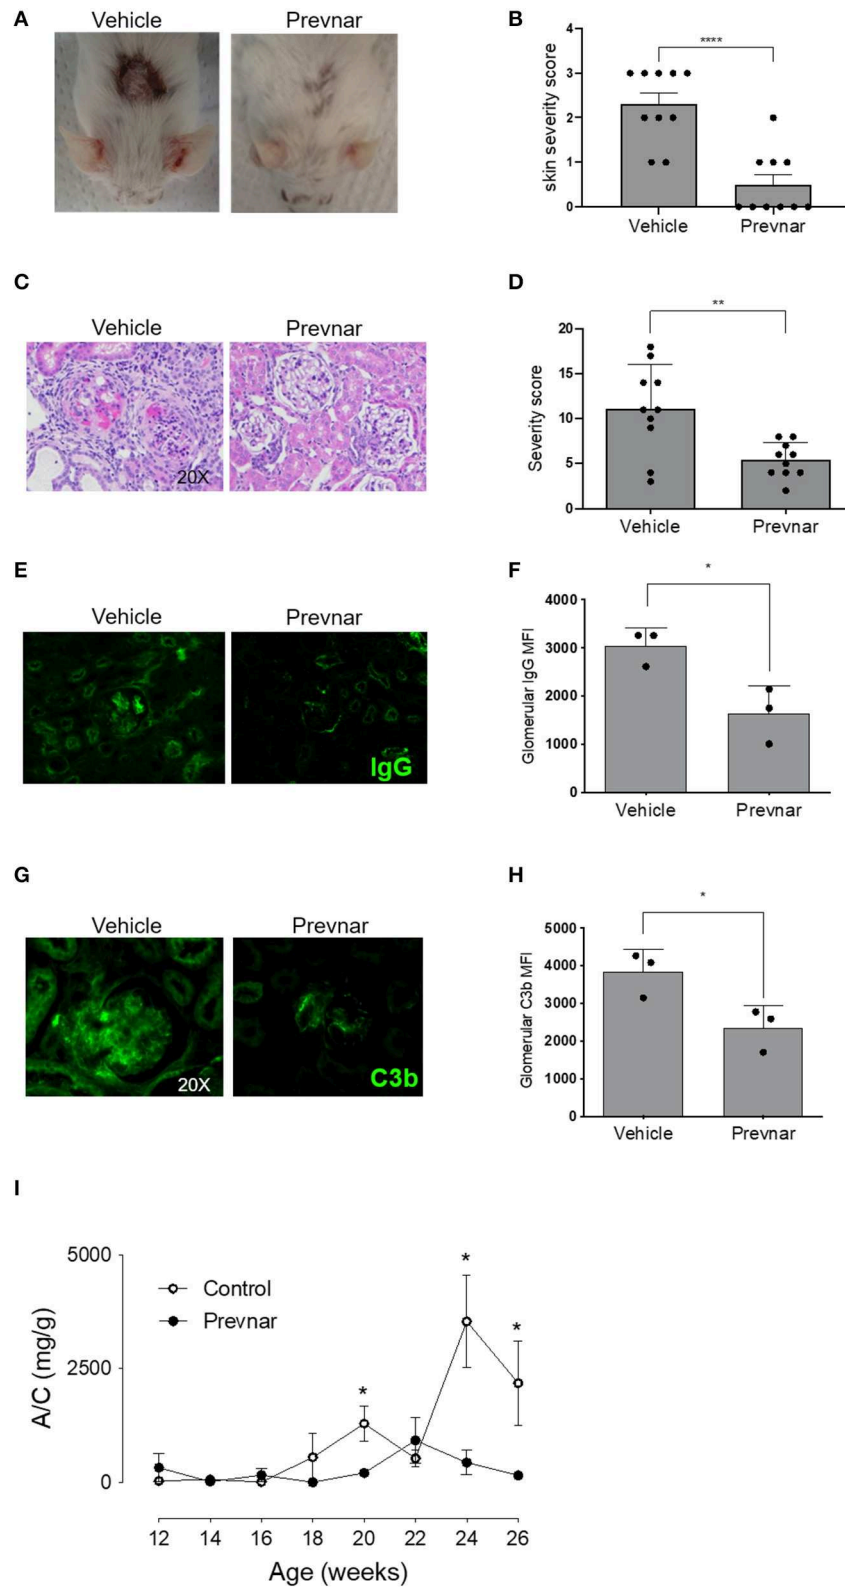 A
Vehicle
Prevnar
B
skin severity score
4
3
2
1
0
****
Vehicle
Prevnar
C
Vehicle
Prevnar
20X
D
Severity score
20
15
10
5
0
**
Vehicle
Prevnar
E
Vehicle
Prevnar
IgG
F
Glomerular IgG MFI
4000
3000
2000
1000
0
*
Vehicle
Prevnar
G
Vehicle
Prevnar
20X
C3b
H
Glomerular C3b MFI
5000
4000
3000
2000
1000
0
*
Vehicle
Prevnar
I
A/C (mg/g)
5000
2500
0
Control
Prevnar
*
*
*
12 14 16 18 20 22 24 26
Age (weeks)